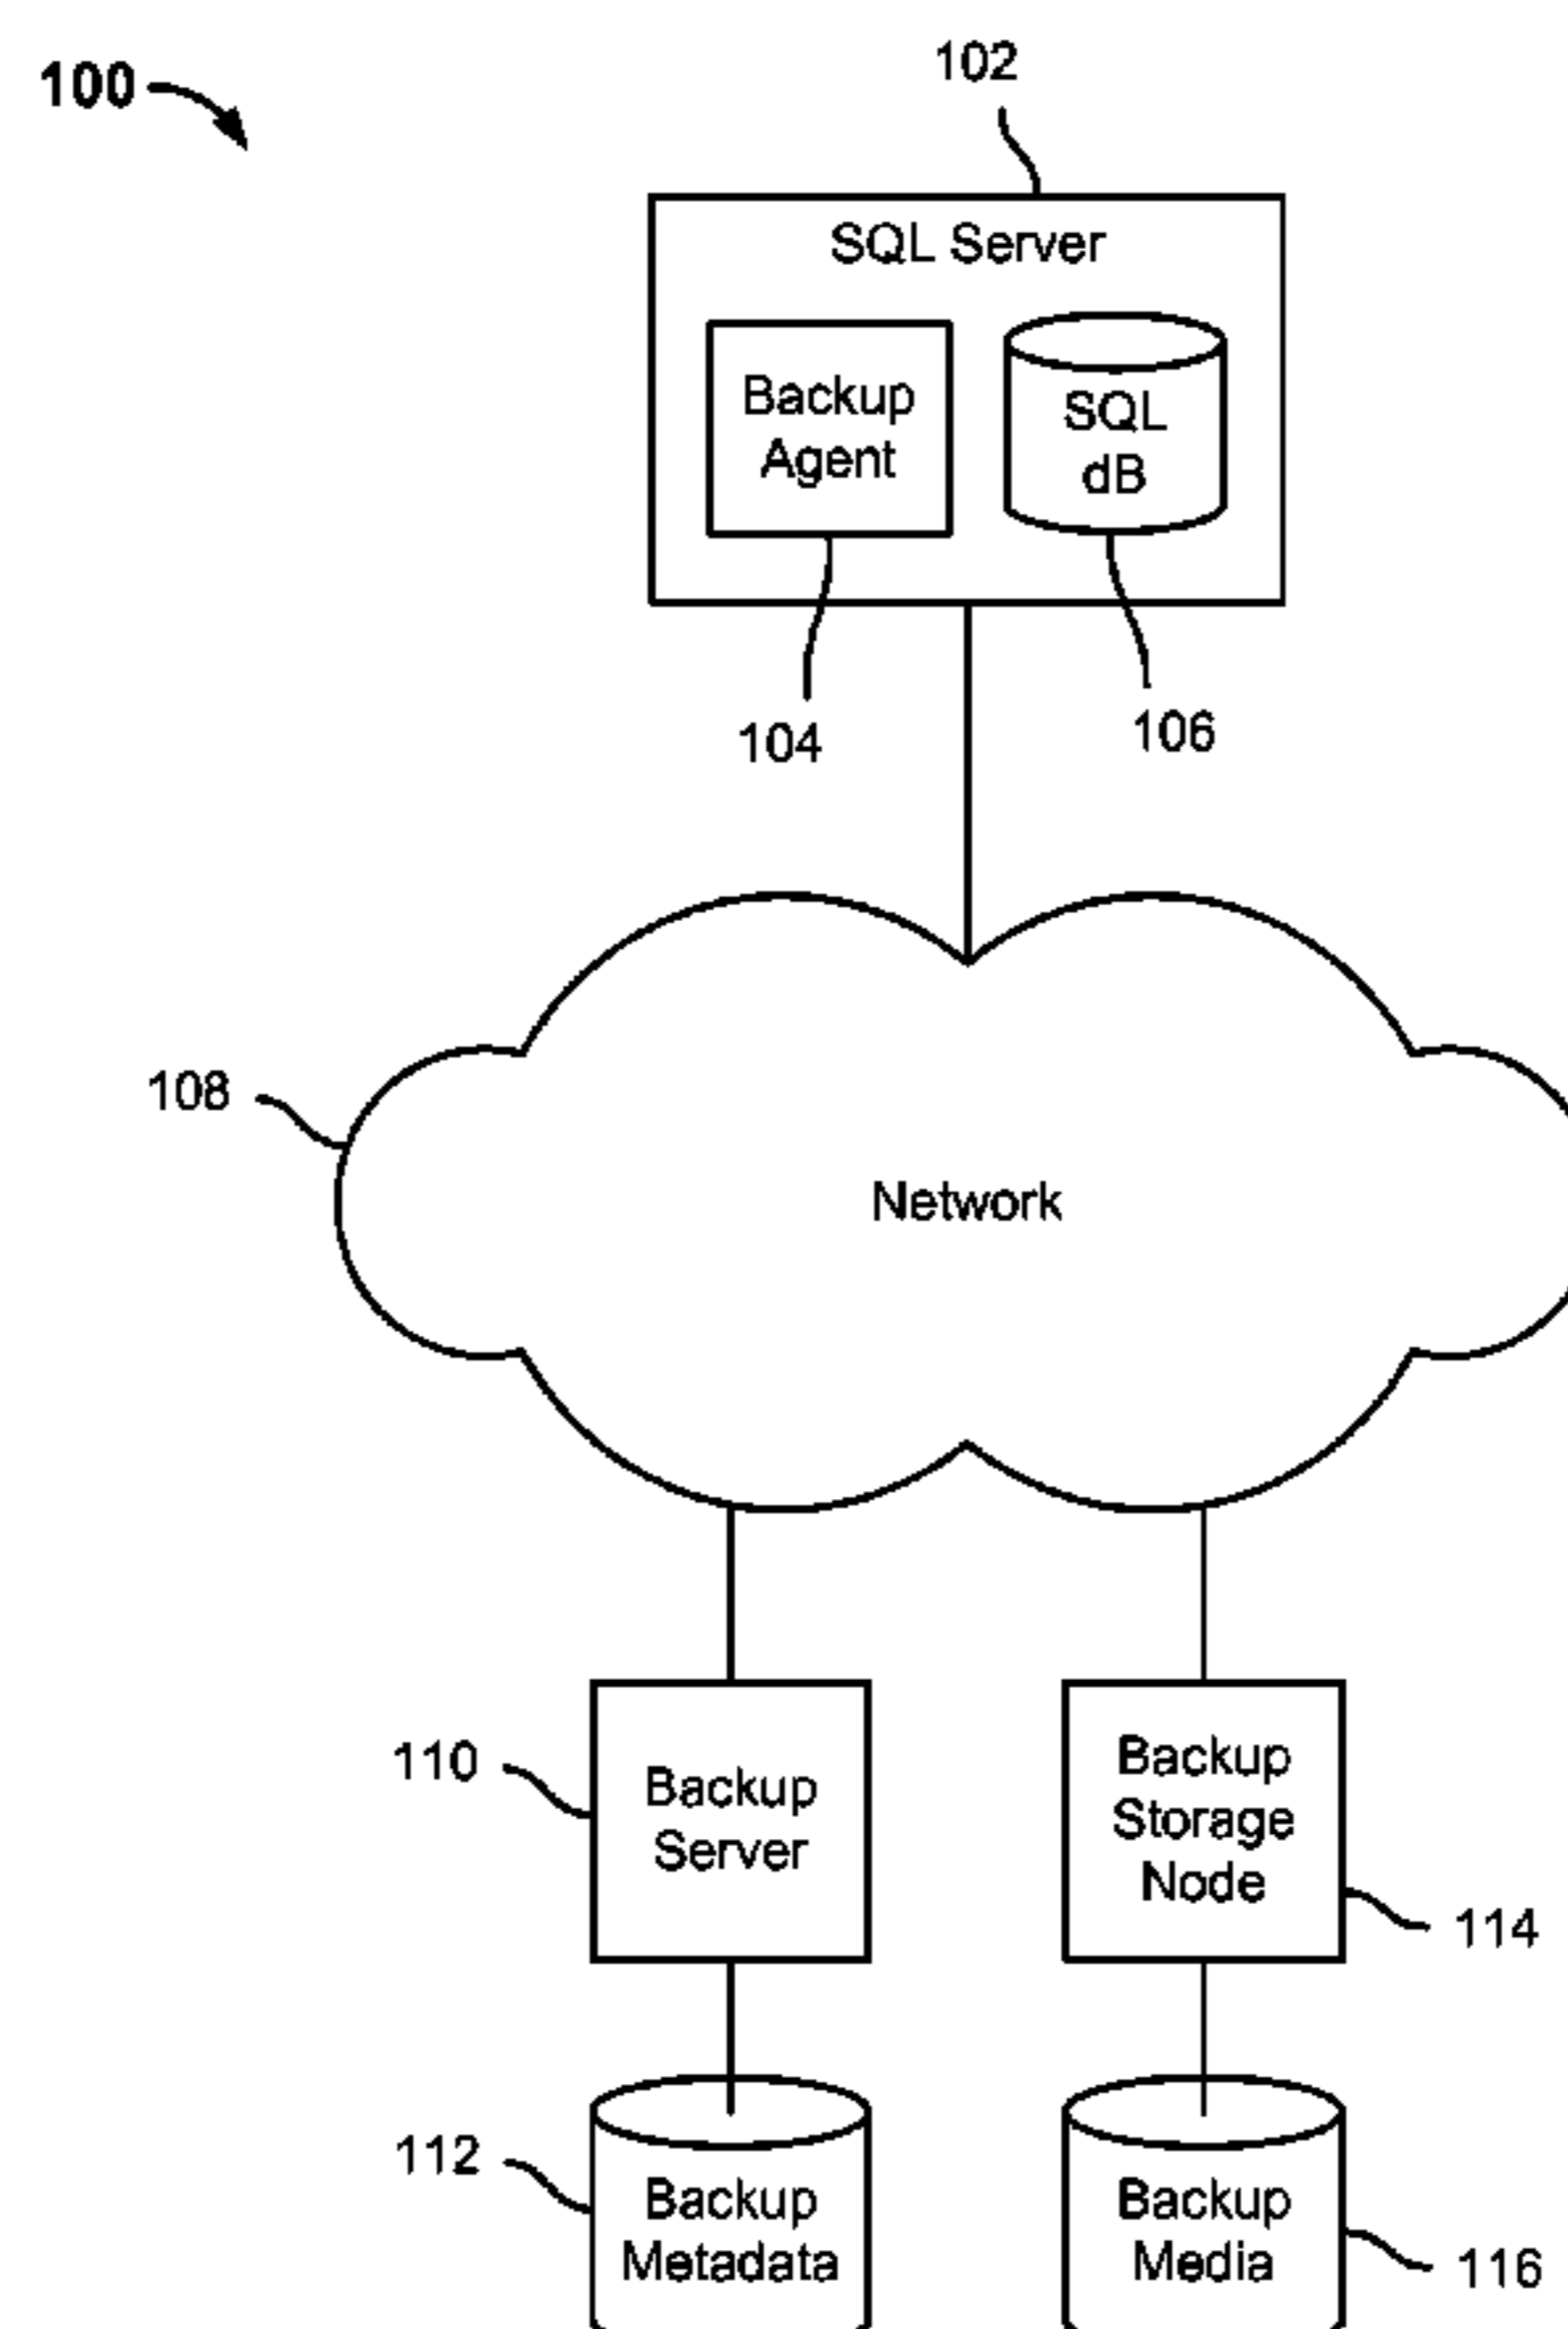 100
102
SQL Server
Backup
Agent
SQL
dB
104
106
108
Network
110
Backup
Server
Backup
Storage
Node
114
112
Backup
Metadata
Backup
Media
116